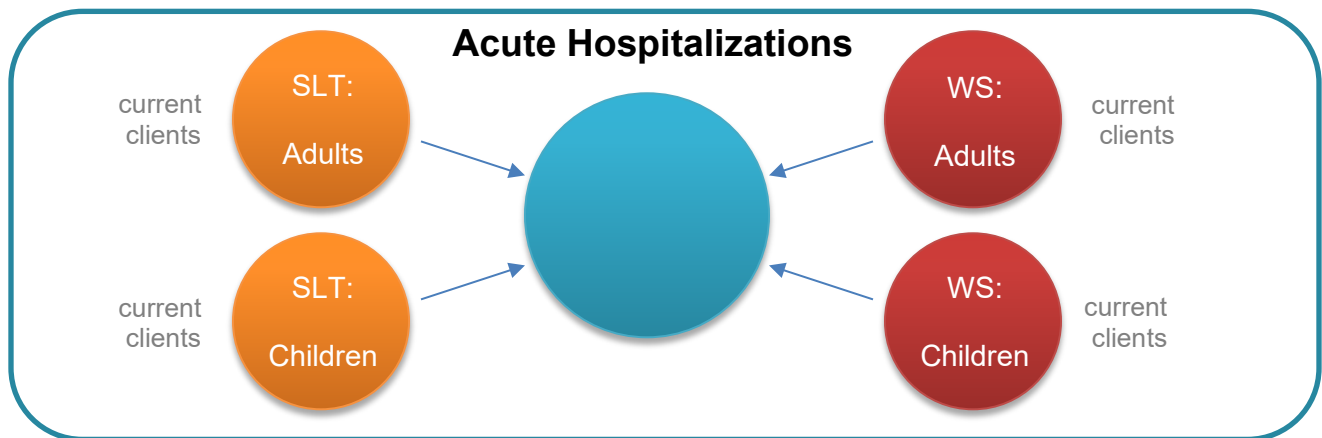 Acute Hospitalizations
current
clients
SLT:
Adults
WS:
Adults
current
clients
current
clients
SLT:
Children
WS:
Children
current
clients